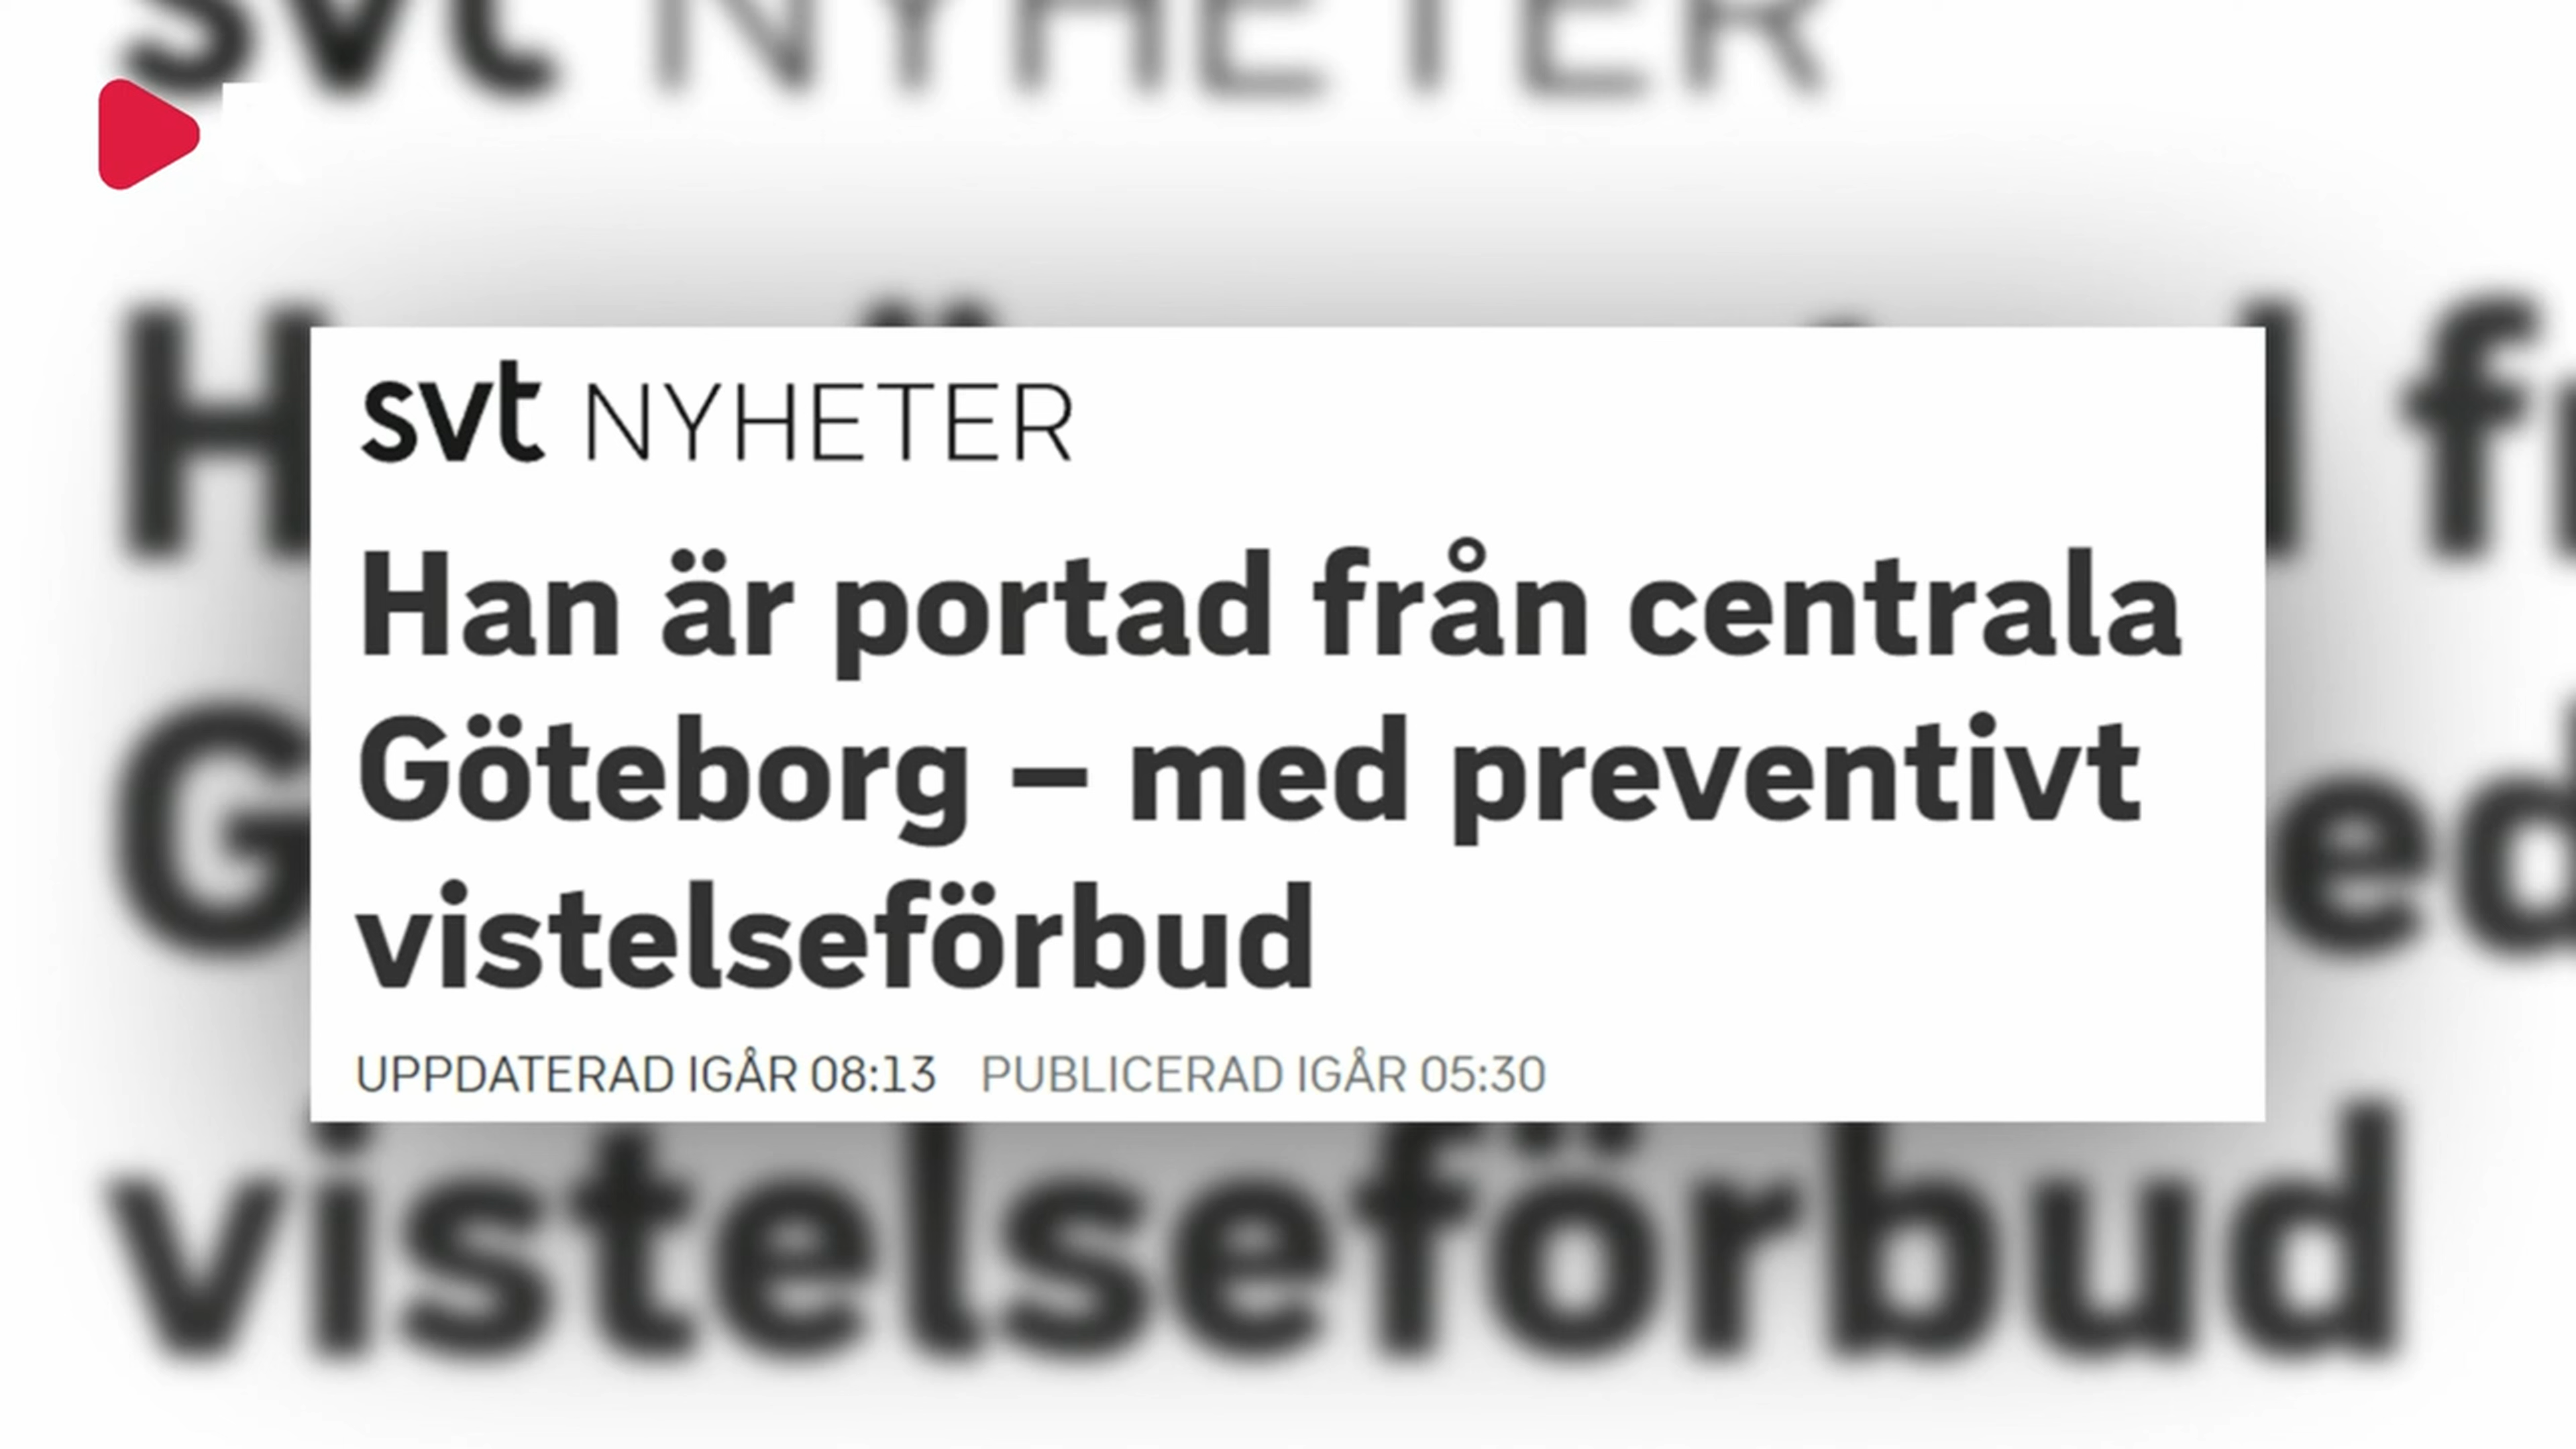 svt NYHETER
Han är portad från centrala
Göteborg – med preventivt
vistelseförbud
UPPDATERAD IGÅR 08:13 PUBLICERAD IGÅR 05:30